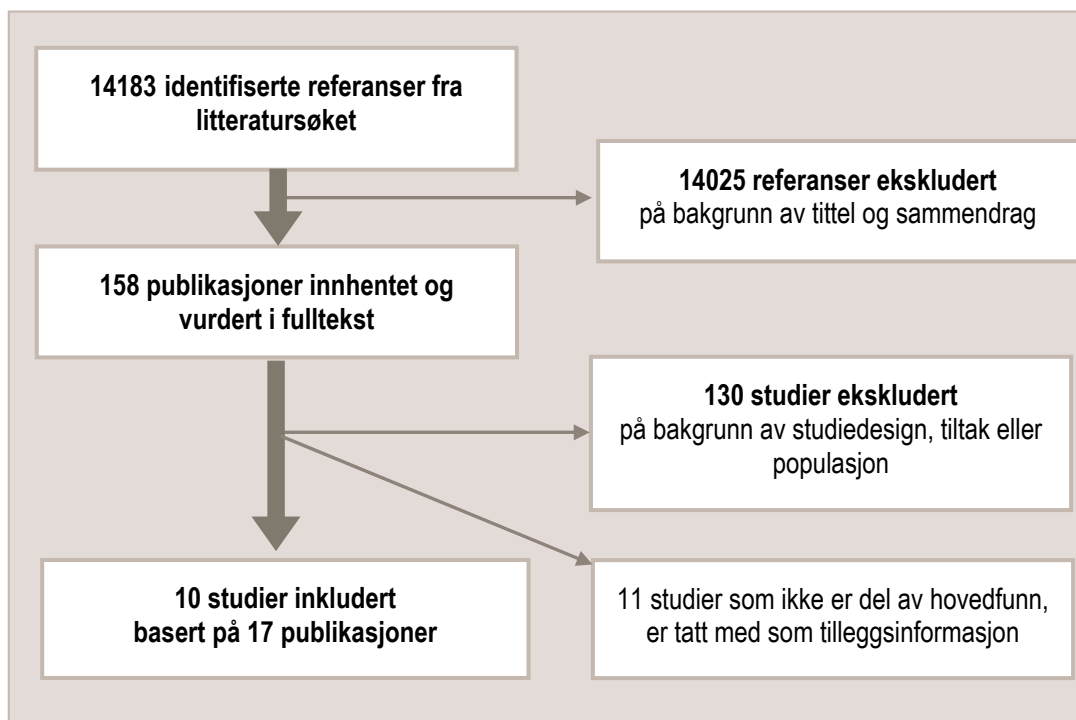 14183 identifiserte referanser fra
litteratursøket
14025 referanser ekskludert
på bakgrunn av tittel og sammendrag
158 publikasjoner innhentet og
vurdert i fulltekst
130 studier ekskludert
på bakgrunn av studiedesign, tiltak eller
populasjon
10 studier inkludert
basert på 17 publikasjoner
11 studier som ikke er del av hovedfunn,
er tatt med som tilleggsinformasjon